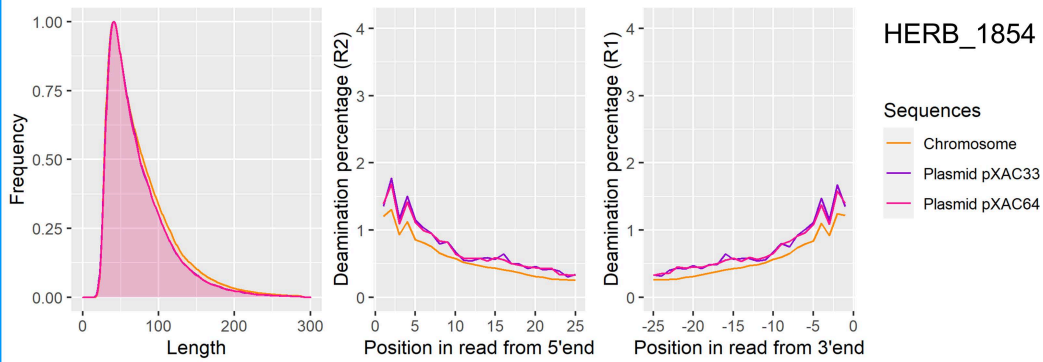 HERB_1854
Frequency
1.00
0.75
0.50
0.25
0.00
0
100
200
300
Length
Deamination percentage (R2)
4
3
2
1
0
0
5
10
15
20
25
Position in read from 5'end
Deamination percentage (R1)
4
3
2
1
0
-25
-20
-15
-10
-5
0
Position in read from 3'end
Sequences
Chromosome
Plasmid pXAC33
Plasmid pXAC64